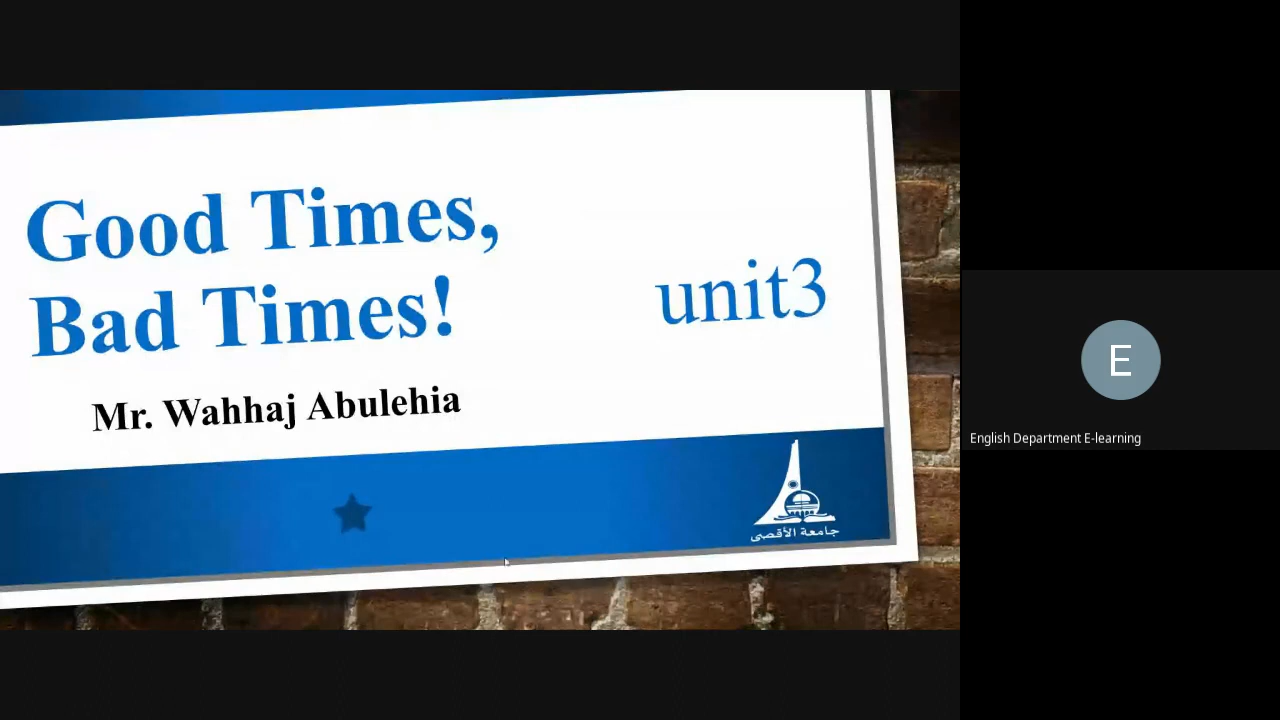 Good Times,
Bad Times!
unit3
Mr. Wahhaj Abulehia
جامعة الأقصى
E
English Department E-learning